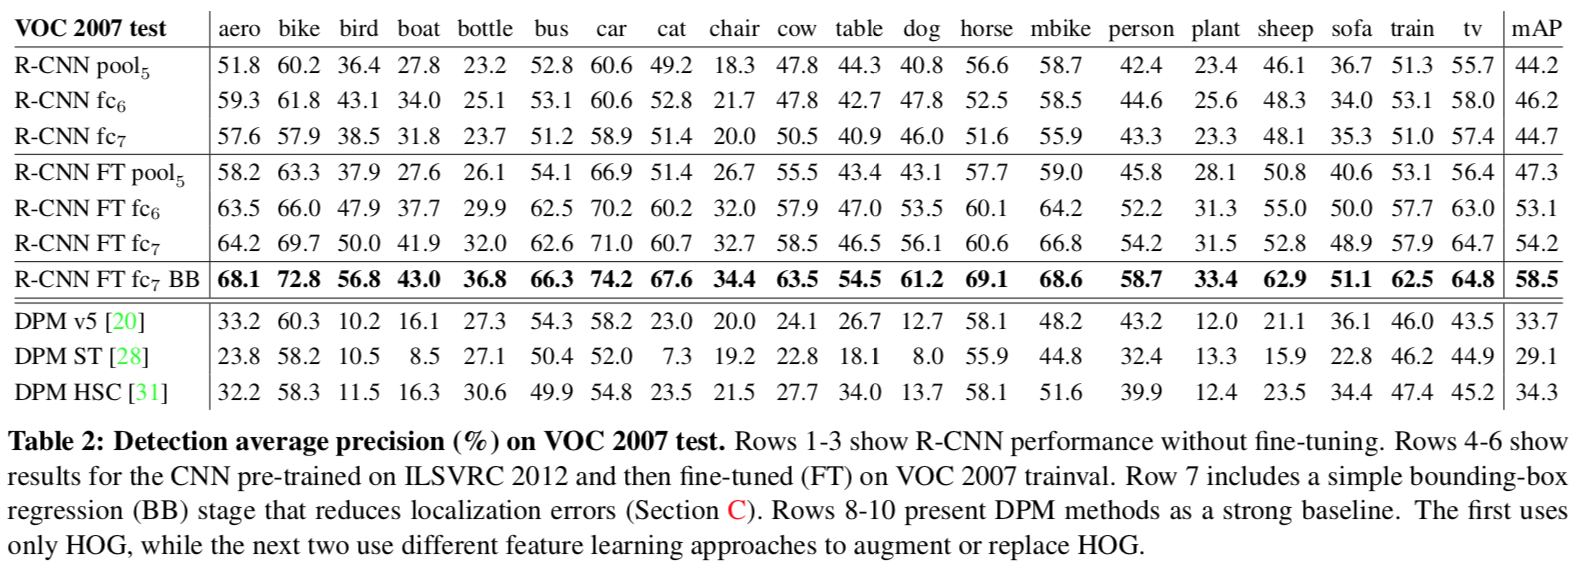 VOC 2007 test aero bike bird boat bottle bus car cat chair cow table dog horse mbike person plant sheep sofa train tv mAP
R-CNN pool5 51.8 60.2 36.4 27.8 23.2 52.8 60.6 49.2 18.3 47.8 44.3 40.8 56.6 58.7 42.4 23.4 46.1 36.7 51.3 55.7 44.2
R-CNN fc6 59.3 61.8 43.1 34.0 25.1 53.1 60.6 52.8 21.7 47.8 42.7 47.8 52.5 58.5 44.6 25.6 48.3 34.0 53.1 58.0 46.2
R-CNN fc7 57.6 57.9 38.5 31.8 23.7 51.2 58.9 51.4 20.0 50.5 40.9 46.0 51.6 55.9 43.3 23.3 48.1 35.3 51.0 57.4 44.7
R-CNN FT pool5 58.2 63.3 37.9 27.6 26.1 54.1 66.9 51.4 26.7 55.5 43.4 43.1 57.7 59.0 45.8 28.1 50.8 40.6 53.1 56.4 47.3
R-CNN FT fc6 63.5 66.0 47.9 37.7 29.9 62.5 70.2 60.2 32.0 57.9 47.0 53.5 60.1 64.2 52.2 31.3 55.0 50.0 57.7 63.0 53.1
R-CNN FT fc7 64.2 69.7 50.0 41.9 32.0 62.6 71.0 60.7 32.7 58.5 46.5 56.1 60.6 66.8 54.2 31.5 52.8 48.9 57.9 64.7 54.2
R-CNN FT fc7 BB 68.1 72.8 56.8 43.0 36.8 66.3 74.2 67.6 34.4 63.5 54.5 61.2 69.1 68.6 58.7 33.4 62.9 51.1 62.5 64.8 58.5
DPM v5 [20] 33.2 60.3 10.2 16.1 27.3 54.3 58.2 23.0 20.0 24.1 26.7 12.7 58.1 48.2 43.2 12.0 21.1 36.1 46.0 43.5 33.7
DPM ST [28] 23.8 58.2 10.5 8.5 27.1 50.4 52.0 7.3 19.2 22.8 18.1 8.0 55.9 44.8 32.4 13.3 15.9 22.8 46.2 44.9 29.1
DPM HSC [31] 32.2 58.3 11.5 16.3 30.6 49.9 54.8 23.5 21.5 27.7 34.0 13.7 58.1 51.6 39.9 12.4 23.5 34.4 47.4 45.2 34.3
Table 2: Detection average precision (%) on VOC 2007 test. Rows 1-3 show R-CNN performance without fine-tuning. Rows 4-6 show
results for the CNN pre-trained on ILSVRC 2012 and then fine-tuned (FT) on VOC 2007 trainval. Row 7 includes a simple bounding-box
regression (BB) stage that reduces localization errors (Section C). Rows 8-10 present DPM methods as a strong baseline. The first uses
only HOG, while the next two use different feature learning approaches to augment or replace HOG.